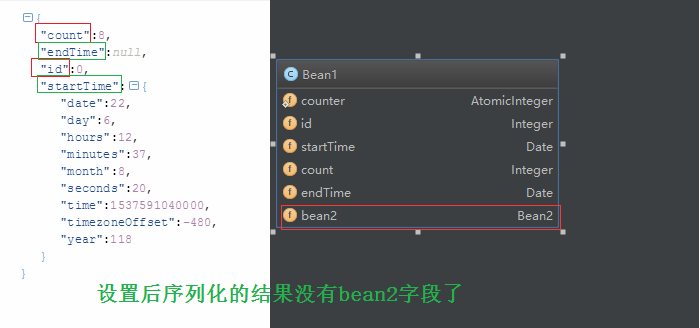 {
"count":8,
"endTime":null,
"id":0,
"startTime":{
"date":22,
"day":6,
"hours":12,
"minutes":37,
"month":8,
"seconds":20,
"time":1537591040000,
"timezoneOffset":-480,
"year":118
}
}
C Bean1
f counter AtomicInteger
f id Integer
f startTime Date
f count Integer
f endTime Date
f bean2 Bean2
设置后序列化的结果没有bean2字段了